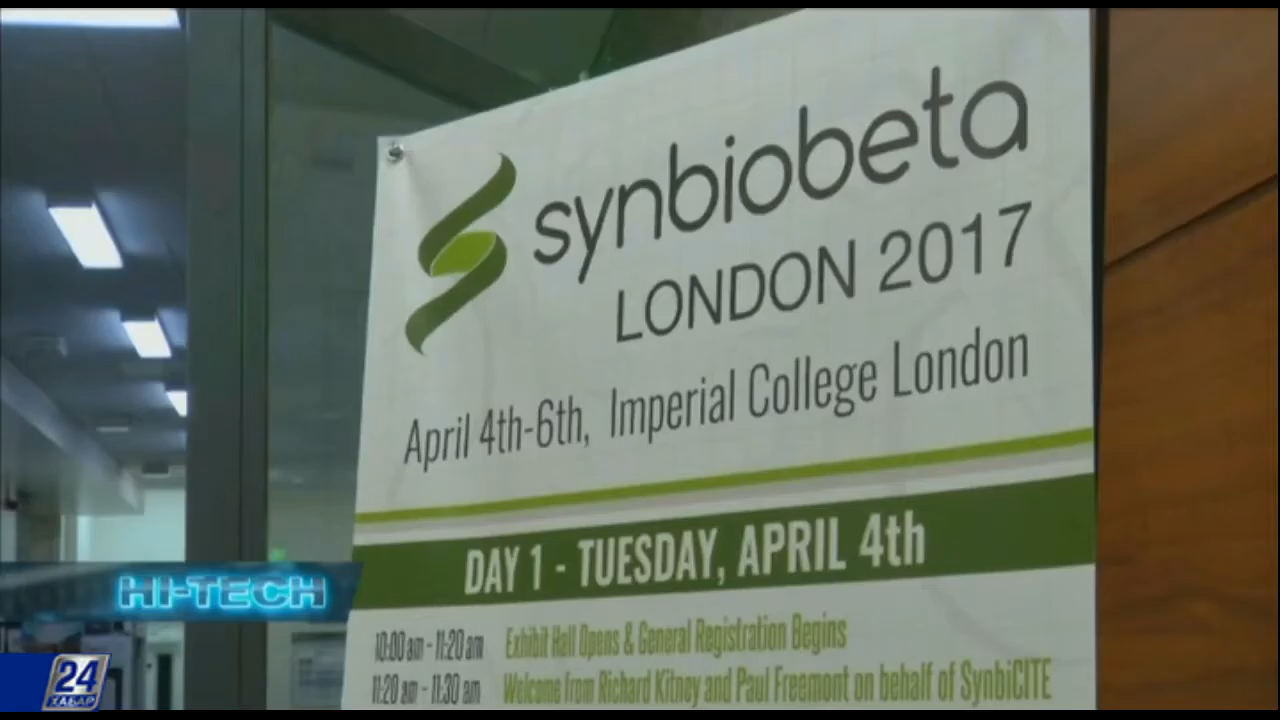 synbiobeta
LONDON 2017
April 4th-6th, Imperial College London
DAY 1 - TUESDAY, APRIL 4th
10:00 am - 11:20 am Exhibit Hall Opens & General Registration Begins
11:20 am - 11:30 am Welcome from Richard Kitney and Paul Freemont on behalf of SynbiCITE
HI-TECH
24
ХАБАР